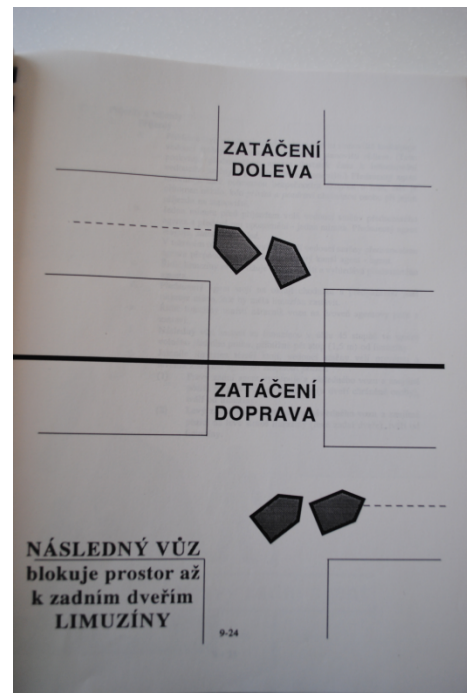 ZATÁČENÍ
DOLEVA
ZATÁČENÍ
DOPRAVA
NÁSLEDNÝ VŮZ
blokuje prostor až
k zadním dveřím
LIMUZÍNY
9-24